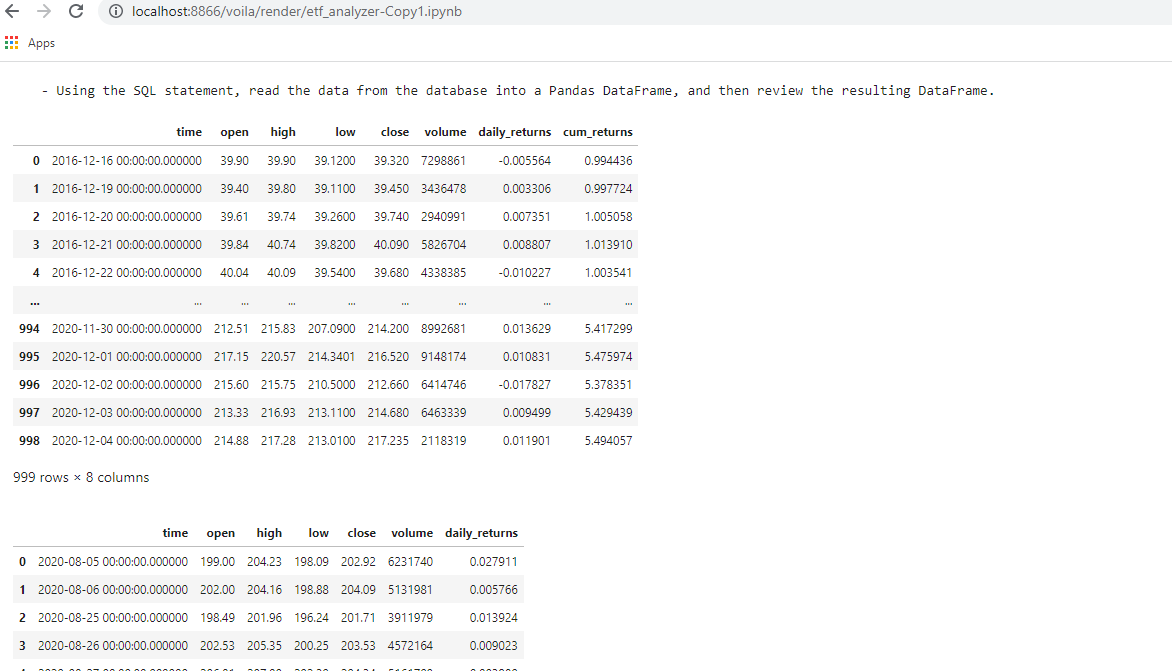 localhost:8866/voila/render/etf_analyzer-Copy1.ipynb
Apps
- Using the SQL statement, read the data from the database into a Pandas DataFrame, and then review the resulting DataFrame.
time open high low close volume daily_returns cum_returns
0 2016-12-16 00:00:00.000000 39.90 39.90 39.1200 39.320 7298861 -0.005564 0.994436
1 2016-12-19 00:00:00.000000 39.40 39.80 39.1100 39.450 3436478 0.003306 0.997724
2 2016-12-20 00:00:00.000000 39.61 39.74 39.2600 39.740 2940991 0.007351 1.005058
3 2016-12-21 00:00:00.000000 39.84 40.74 39.8200 40.090 5826704 0.008807 1.013910
4 2016-12-22 00:00:00.000000 40.04 40.09 39.5400 39.680 4338385 -0.010227 1.003541
... ... ... ... ... ... ... ... ...
994 2020-11-30 00:00:00.000000 212.51 215.83 207.0900 214.200 8992681 0.013629 5.417299
995 2020-12-01 00:00:00.000000 217.15 220.57 214.3401 216.520 9148174 0.010831 5.475974
996 2020-12-02 00:00:00.000000 215.60 215.75 210.5000 212.660 6414746 -0.017827 5.378351
997 2020-12-03 00:00:00.000000 213.33 216.93 213.1100 214.680 6463339 0.009499 5.429439
998 2020-12-04 00:00:00.000000 214.88 217.28 213.0100 217.235 2118319 0.011901 5.494057
999 rows × 8 columns
time open high low close volume daily_returns
0 2020-08-05 00:00:00.000000 199.00 204.23 198.09 202.92 6231740 0.027911
1 2020-08-06 00:00:00.000000 202.00 204.16 198.88 204.09 5131981 0.005766
2 2020-08-25 00:00:00.000000 198.49 201.96 196.24 201.71 3911979 0.013924
3 2020-08-26 00:00:00.000000 202.53 205.35 200.25 203.53 4572164 0.009023